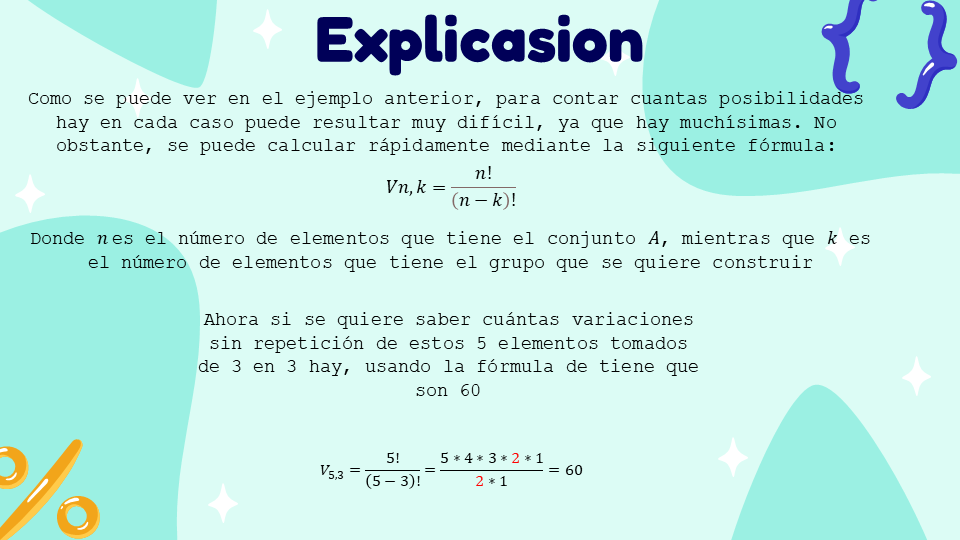 Explicasion
Como se puede ver en el ejemplo anterior, para contar cuantas posibilidades
hay en cada caso puede resultar muy difícil, ya que hay muchísimas. No
obstante, se puede calcular rápidamente mediante la siguiente fórmula:
Vn,k = n! / (n − k)!
Donde n es el número de elementos que tiene el conjunto A, mientras que k es
el número de elementos que tiene el grupo que se quiere construir
Ahora si se quiere saber cuántas variaciones
sin repetición de estos 5 elementos tomados
de 3 en 3 hay, usando la fórmula de tiene que
son 60
V₅,₃ = 5! / (5 − 3)! = 5 ∗ 4 ∗ 3 ∗ 2 ∗ 1 / 2 ∗ 1 = 60